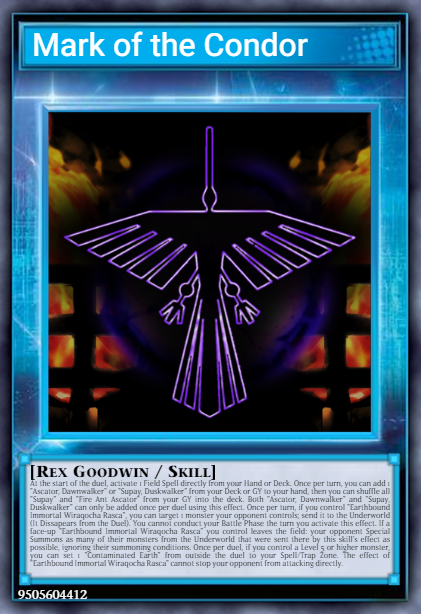 Mark of the Condor
[Rex Goodwin / Skill]
At the start of the duel, activate 1 Field Spell directly from your Hand or Deck. Once per turn, you can add 1
"Ascator, Dawnwalker" or "Supay, Duskwalker" from your Deck or GY to your hand, then you can shuffle all
"Supay" and "Fire Ant Ascator" from your GY into the deck. Both "Ascator, Dawnwalker" and "Supay,
Duskwalker" can only be added once per duel using this effect. Once per turn, if you control "Earthbound
Immortal Wiraqocha Rasca", you can target 1 monster your opponent controls; send it to the Underworld
(It Dissapears from the Duel). You cannot conduct your Battle Phase the turn you activate this effect. If a
face-up "Earthbound Immortal Wiraqocha Rasca" you control leaves the field: your opponent Special
Summons as many of their monsters from the Underworld that were sent there by this skill's effect as
possible, ignoring their summoning conditions. Once per duel, if you control a Level 5 or higher monster,
you can set 1 "Contaminated Earth" from outside the duel to your Spell/Trap Zone. The effect of
"Earthbound Immortal Wiraqocha Rasca" cannot stop your opponent from attacking directly.
9505604412